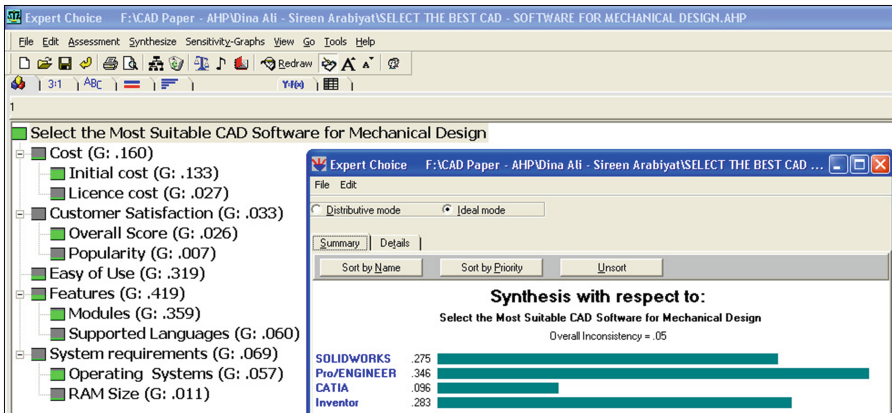 Expert Choice F:\CAD Paper - AHP\Dina Ali - Sireen Arabiyat\SELECT THE BEST CAD - SOFTWARE FOR MECHANICAL DESIGN.AHP
File Edit Assessment Synthesize Sensitivity-Graphs View Go Tools Help
Redraw A A
3:1 ABC Y:F(x)
1
Select the Most Suitable CAD Software for Mechanical Design
Cost (G: .160)
Initial cost (G: .133)
Licence cost (G: .027)
Customer Satisfaction (G: .033)
Overall Score (G: .026)
Popularity (G: .007)
Easy of Use (G: .319)
Features (G: .419)
Modules (G: .359)
Supported Languages (G: .060)
System requirements (G: .069)
Operating Systems (G: .057)
RAM Size (G: .011)
Expert Choice F:\CAD Paper - AHP\Dina Ali - Sireen Arabiyat\SELECT THE BEST CAD ...
File Edit
Distributive mode Ideal mode
Summary Details
Sort by Name Sort by Priority Unsort
Synthesis with respect to:
Select the Most Suitable CAD Software for Mechanical Design
Overall Inconsistency = .05
SOLIDWORKS .275
Pro/ENGINEER .346
CATIA .096
Inventor .283